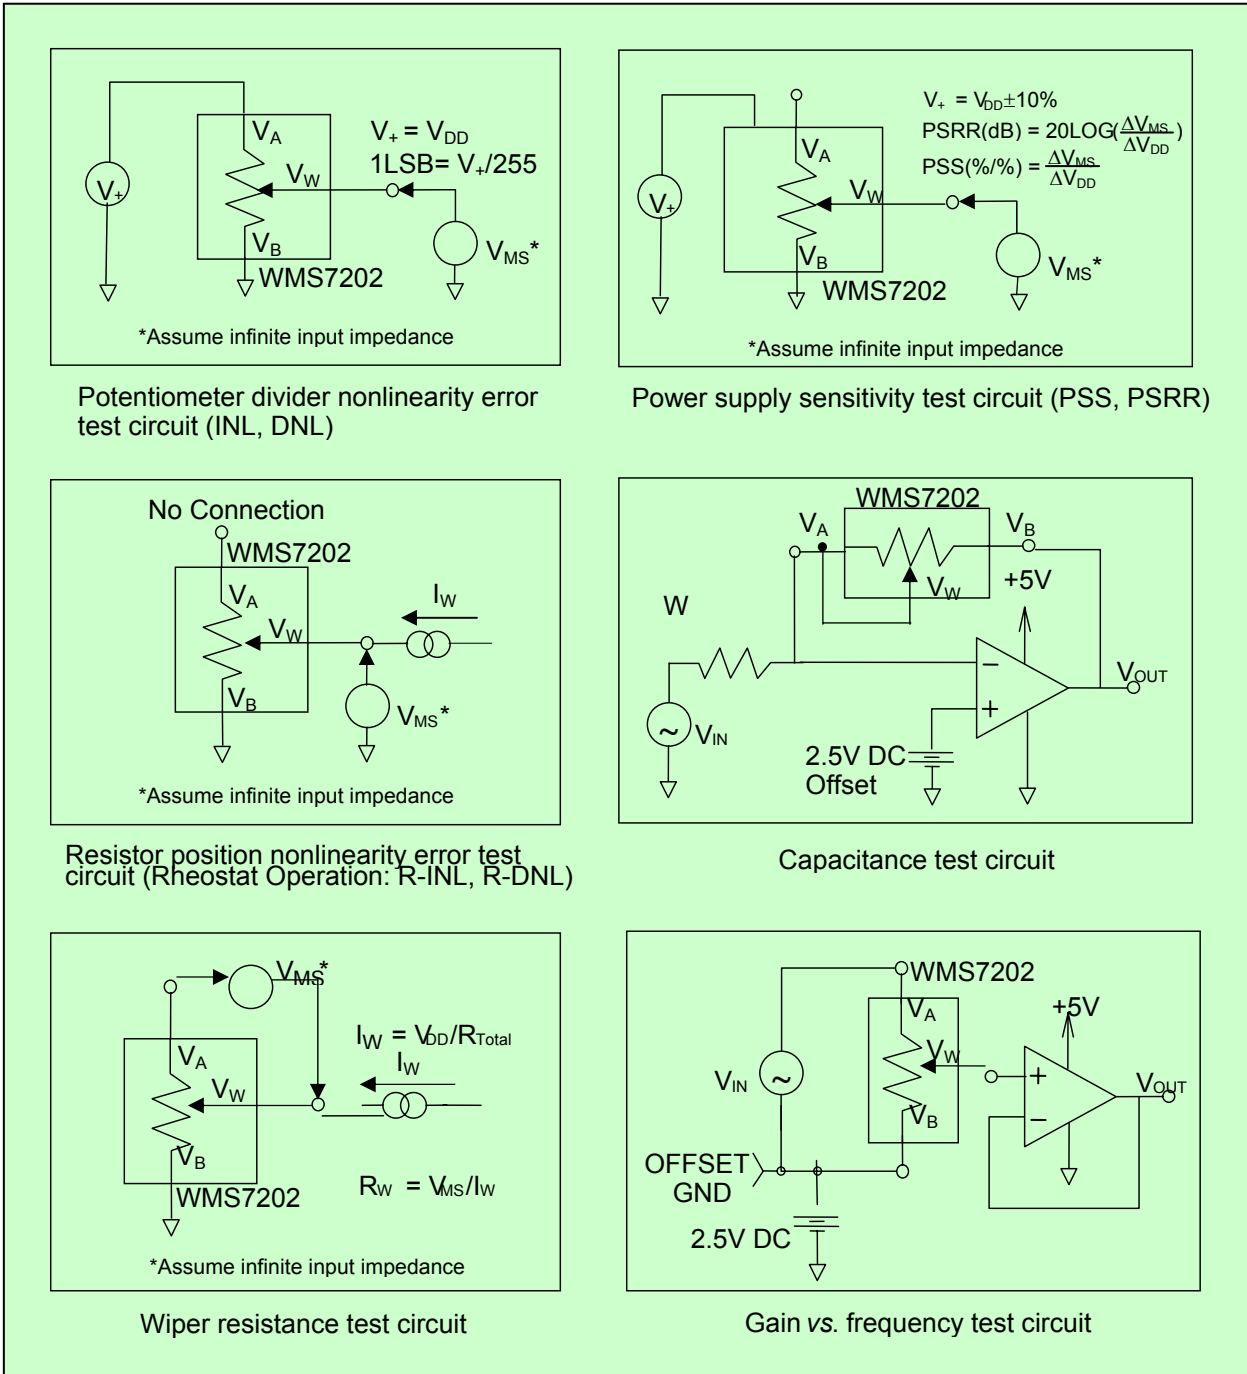 V+ = VDD
1LSB= V+/255
VA
VW
V+
VB
VMS*
WMS7202
*Assume infinite input impedance
Potentiometer divider nonlinearity error
test circuit (INL, DNL)
V+ = VDD±10%
PSRR(dB) = 20LOG(ΔVMS/ΔVDD)
PSS(%/%) = ΔVMS/ΔVDD
VA
VW
V+
VB
VMS*
WMS7202
*Assume infinite input impedance
Power supply sensitivity test circuit (PSS, PSRR)
No Connection
WMS7202
VA
IW
VW
VB
VMS*
*Assume infinite input impedance
Resistor position nonlinearity error test
circuit (Rheostat Operation: R-INL, R-DNL)
WMS7202
VA
VB
VW
+5V
W
−
VOUT
+
VIN
~
2.5V DC
Offset
Capacitance test circuit
VMS*
IW = VDD/RTotal
VA
IW
VW
VB
WMS7202
RW = VMS/IW
*Assume infinite input impedance
Wiper resistance test circuit
WMS7202
VA
+5V
VW
VIN
~
+
VOUT
VB
−
OFFSET
GND
2.5V DC
Gain vs. frequency test circuit